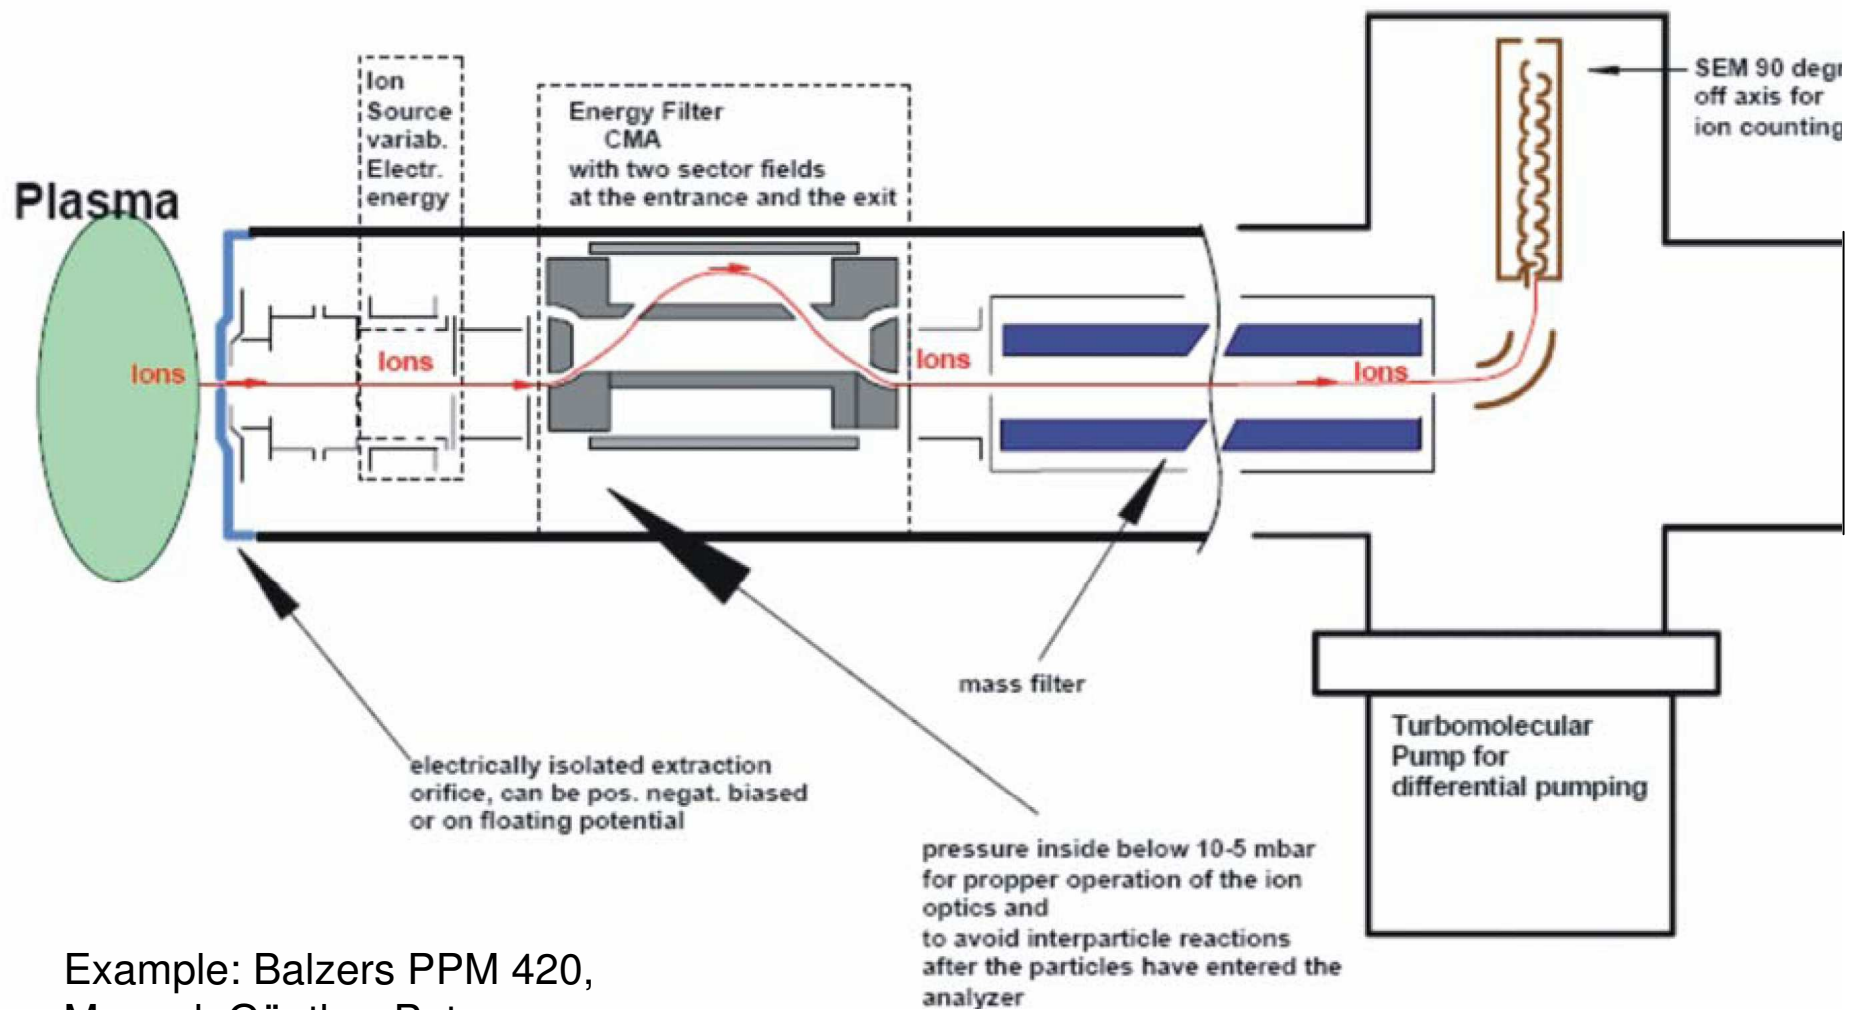 Plasma
Ion
Source
variab.
Electr.
energy
Energy Filter
CMA
with two sector fields
at the entrance and the exit
SEM 90 degr
off axis for
ion counting
Ions
Ions
Ions
Ions
mass filter
electrically isolated extraction
orifice, can be pos. negat. biased
or on floating potential
pressure inside below 10-5 mbar
for propper operation of the ion
optics and
to avoid interparticle reactions
after the particles have entered the
analyzer
Turbomolecular
Pump for
differential pumping
Example: Balzers PPM 420,